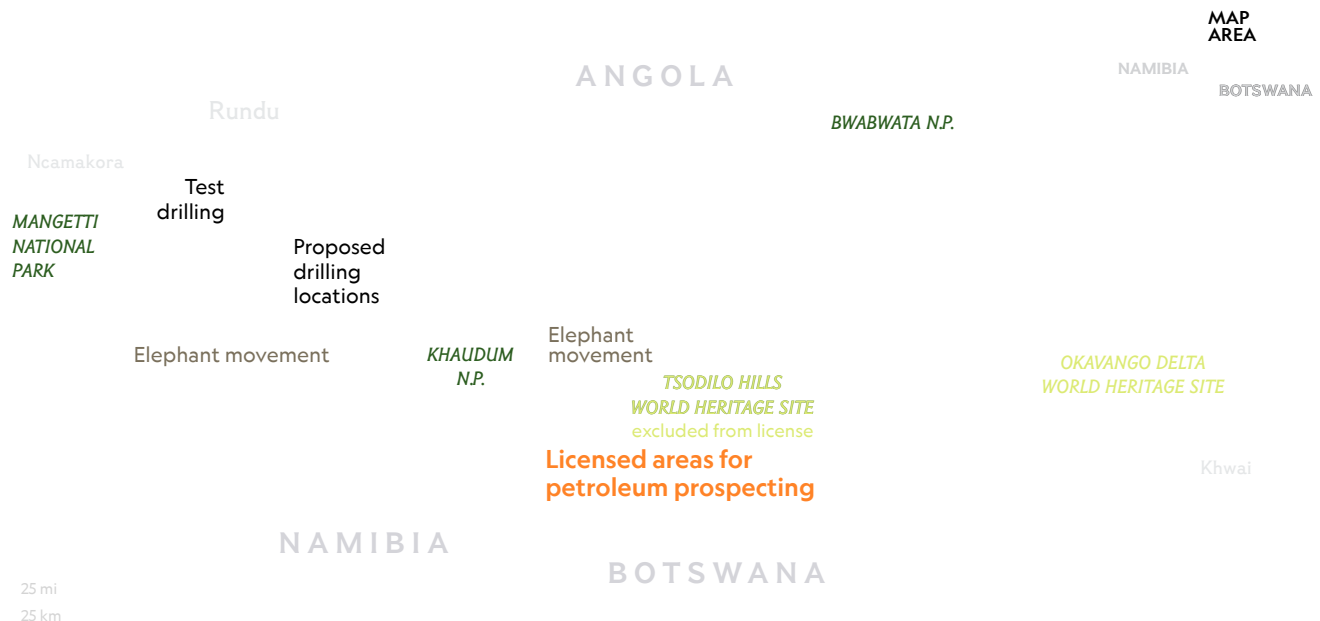 MAP
AREA
ANGOLA
NAMIBIA
BOTSWANA
Rundu
BWABWATA N.P.
Ncamakora
Test
drilling
MANGETTI
NATIONAL
PARK
Proposed
drilling
locations
Elephant movement
KHAUDUM
N.P.
Elephant
movement
TSODILO HILLS
WORLD HERITAGE SITE
excluded from license
OKAVANGO DELTA
WORLD HERITAGE SITE
Licensed areas for
petroleum prospecting
Khwai
NAMIBIA
BOTSWANA
25 mi
25 km